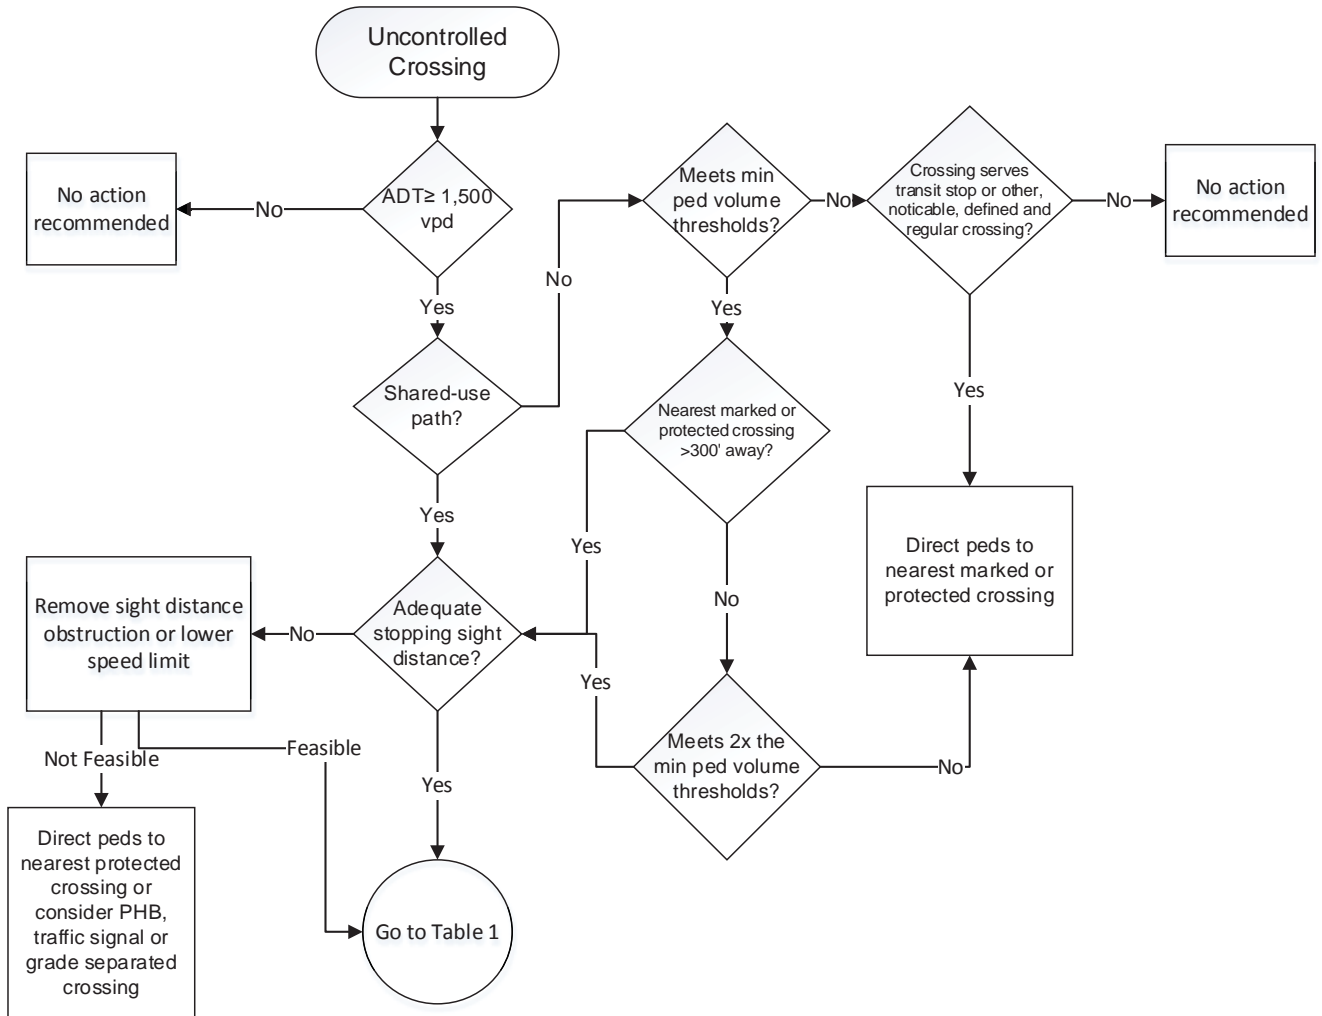 Uncontrolled
Crossing
No action
recommended
No
ADT≥ 1,500
vpd
Yes
Shared-use
path?
No
Meets min
ped volume
thresholds?
No
Crossing serves
transit stop or other,
noticable, defined and
regular crossing?
No
No action
recommended
Yes
Nearest marked or
protected crossing
>300' away?
Yes
Yes
Yes
No
Direct peds to
nearest marked or
protected crossing
Remove sight distance
obstruction or lower
speed limit
No
Adequate
stopping sight
distance?
Yes
Meets 2x the
min ped volume
thresholds?
No
Not Feasible
Feasible
Yes
Direct peds to
nearest protected
crossing or
consider PHB,
traffic signal or
grade separated
crossing
Go to Table 1